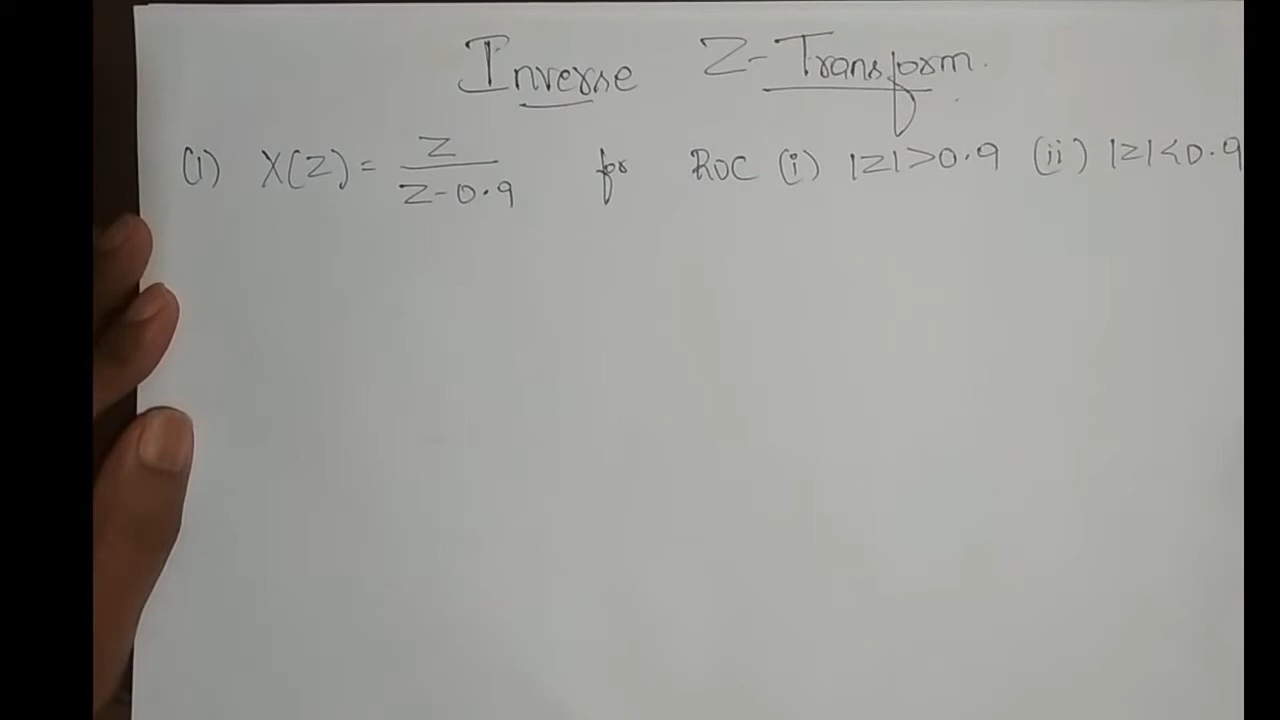 Inverse Z-Transform.
(1) X(Z) = Z / Z-0.9 for ROC (i) |Z|>0.9 (ii) |Z|<0.9